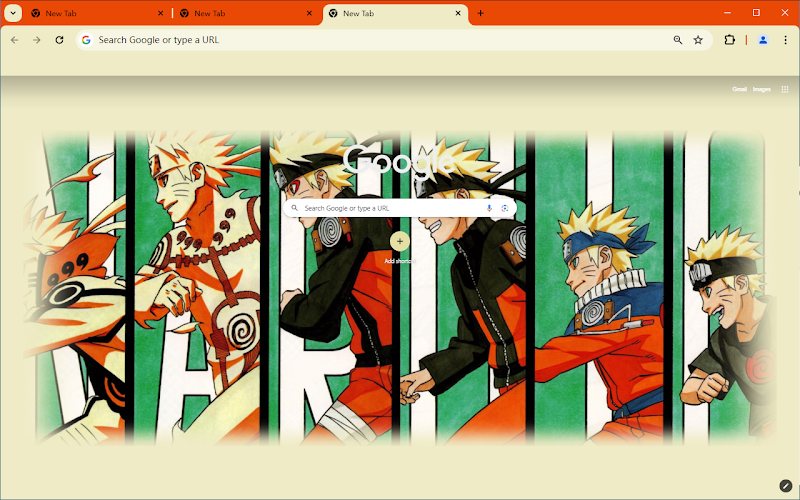 New Tab
New Tab
New Tab
Search Google or type a URL
Gmail Images
Google
Search Google or type a URL
Add shortc